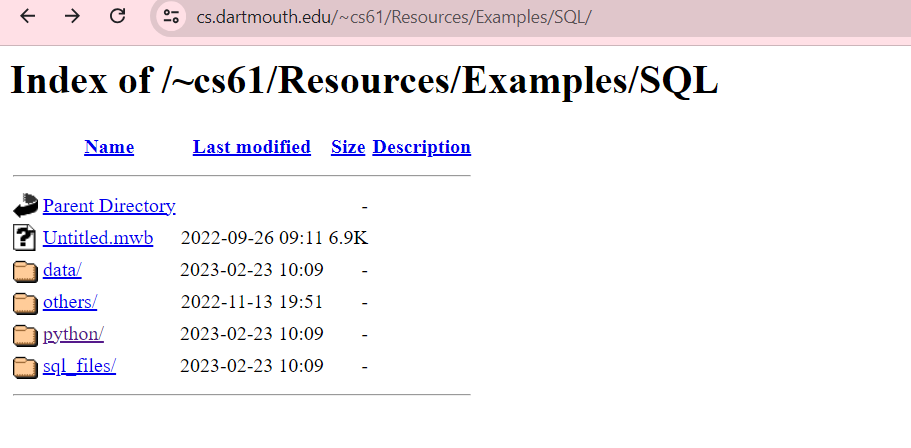 cs.dartmouth.edu/~cs61/Resources/Examples/SQL/
Index of /~cs61/Resources/Examples/SQL
Name Last modified Size Description
Parent Directory -
Untitled.mwb 2022-09-26 09:11 6.9K
data/ 2023-02-23 10:09 -
others/ 2022-11-13 19:51 -
python/ 2023-02-23 10:09 -
sql_files/ 2023-02-23 10:09 -